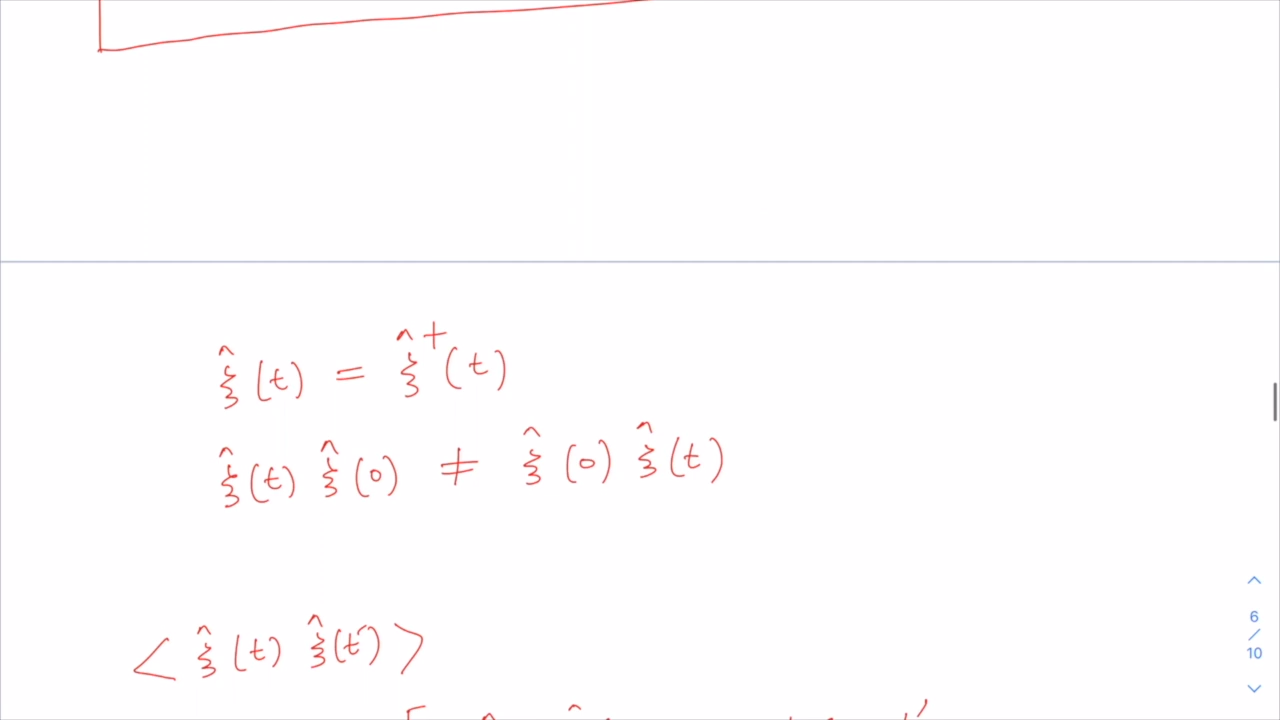 ξ̂(t) = ξ̂†(t)
ξ̂(t) ξ̂(0) ≠ ξ̂(0) ξ̂(t)
< ξ̂(t) ξ̂(t′) >
6
/
10